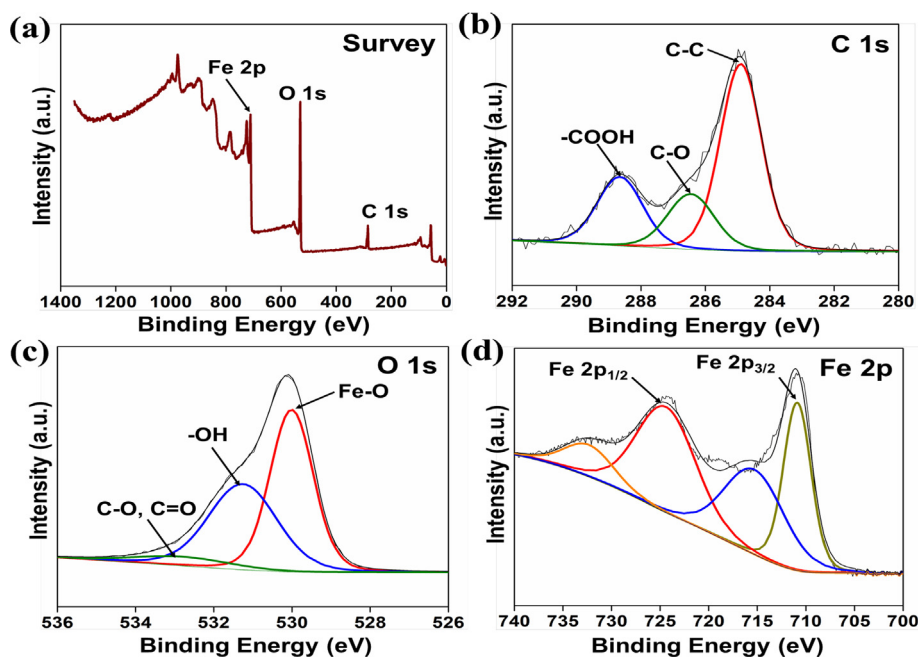 (a)
Survey
Fe 2p
O 1s
C 1s
Intensity (a.u.)
1400 1200 1000 800 600 400 200 0
Binding Energy (eV)
(b)
C 1s
C-C
-COOH
C-O
Intensity (a.u.)
292 290 288 286 284 282 280
Binding Energy (eV)
(c)
O 1s
Fe-O
-OH
C-O, C=O
Intensity (a.u.)
536 534 532 530 528 526
Binding Energy (eV)
(d)
Fe 2p
Fe 2p1/2
Fe 2p3/2
Intensity (a.u.)
740 735 730 725 720 715 710 705 700
Binding Energy (eV)